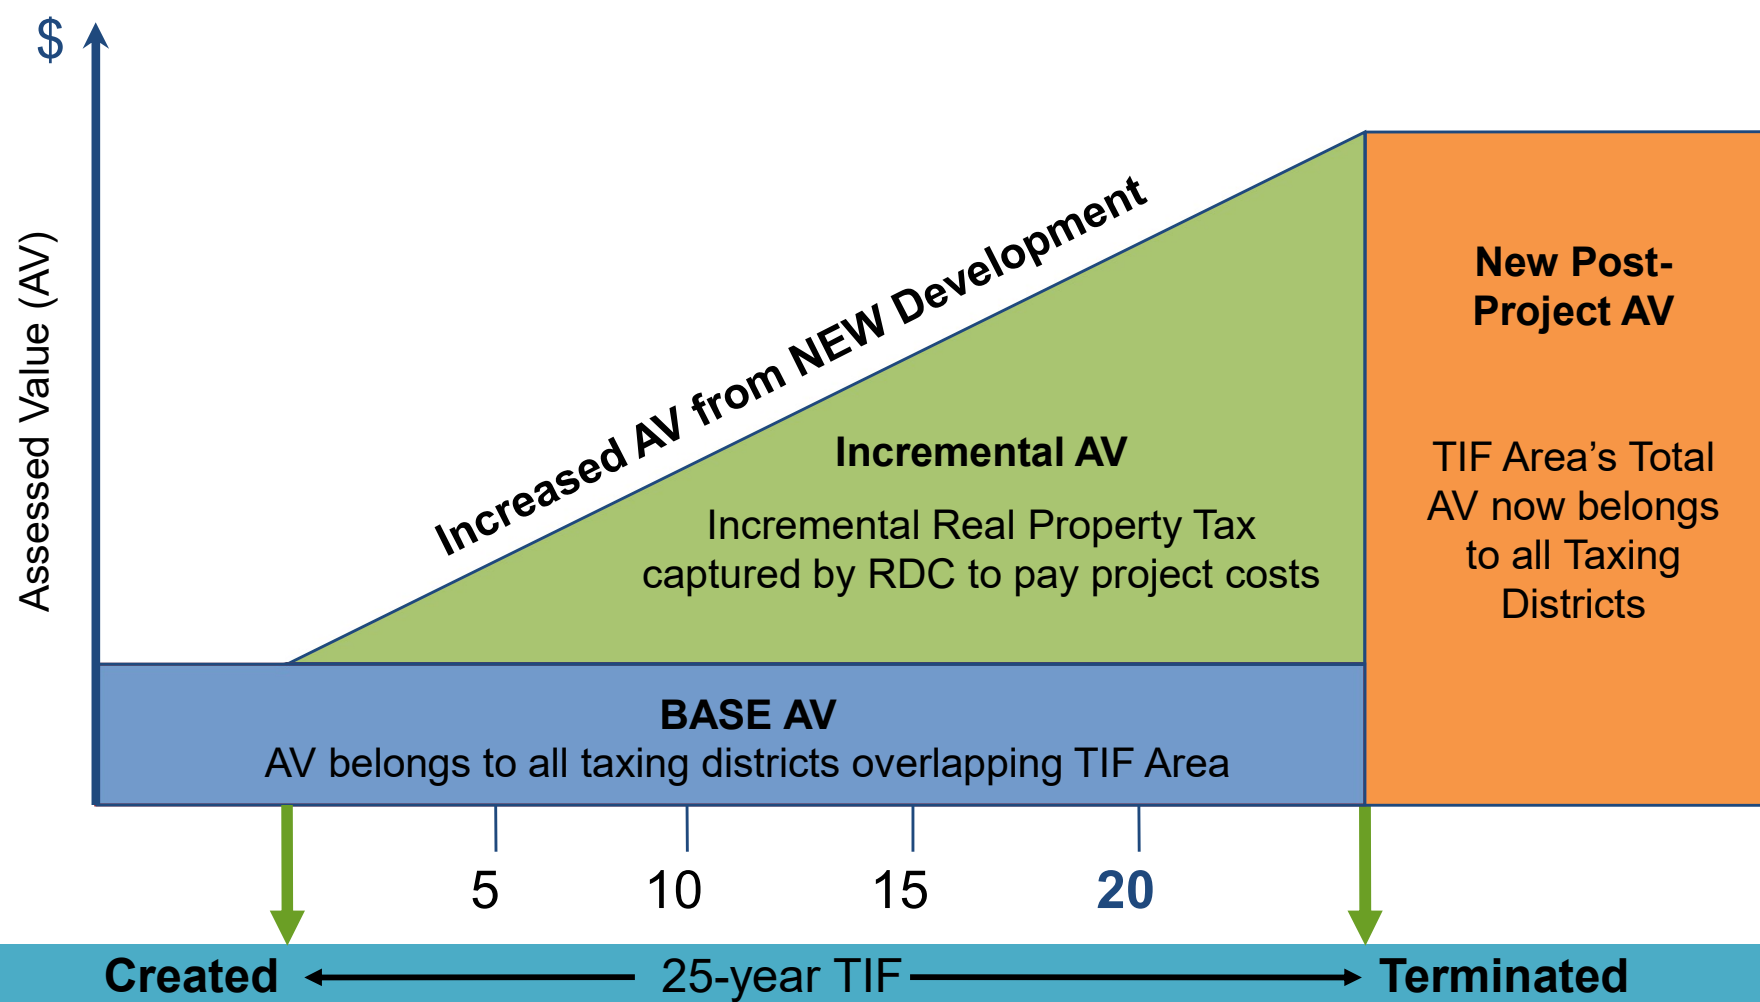 $
Assessed Value (AV)
Increased AV from NEW Development
Incremental AV
Incremental Real Property Tax
captured by RDC to pay project costs
New Post-
Project AV
TIF Area’s Total
AV now belongs
to all Taxing
Districts
BASE AV
AV belongs to all taxing districts overlapping TIF Area
5 10 15 20
Created 25-year TIF Terminated